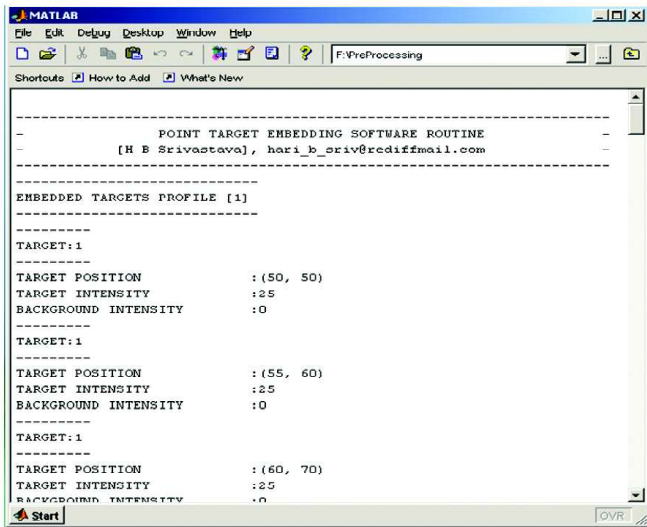 MATLAB
File Edit Debug Desktop Window Help
F:\PreProcessing
Shortcuts How to Add What's New
------------------------------------------------------------------------
- POINT TARGET EMBEDDING SOFTWARE ROUTINE -
- [H B Srivastava], hari_b_sriv@rediffmail.com -
------------------------------------------------------------------------
-----------------------------
EMBEDDED TARGETS PROFILE [1]
-----------------------------
---------
TARGET:1
---------
TARGET POSITION :(50, 50)
TARGET INTENSITY :25
BACKGROUND INTENSITY :0
---------
TARGET:1
---------
TARGET POSITION :(55, 60)
TARGET INTENSITY :25
BACKGROUND INTENSITY :0
---------
TARGET:1
---------
TARGET POSITION :(60, 70)
TARGET INTENSITY :25
BACKGROUND INTENSITY :0
Start OVR